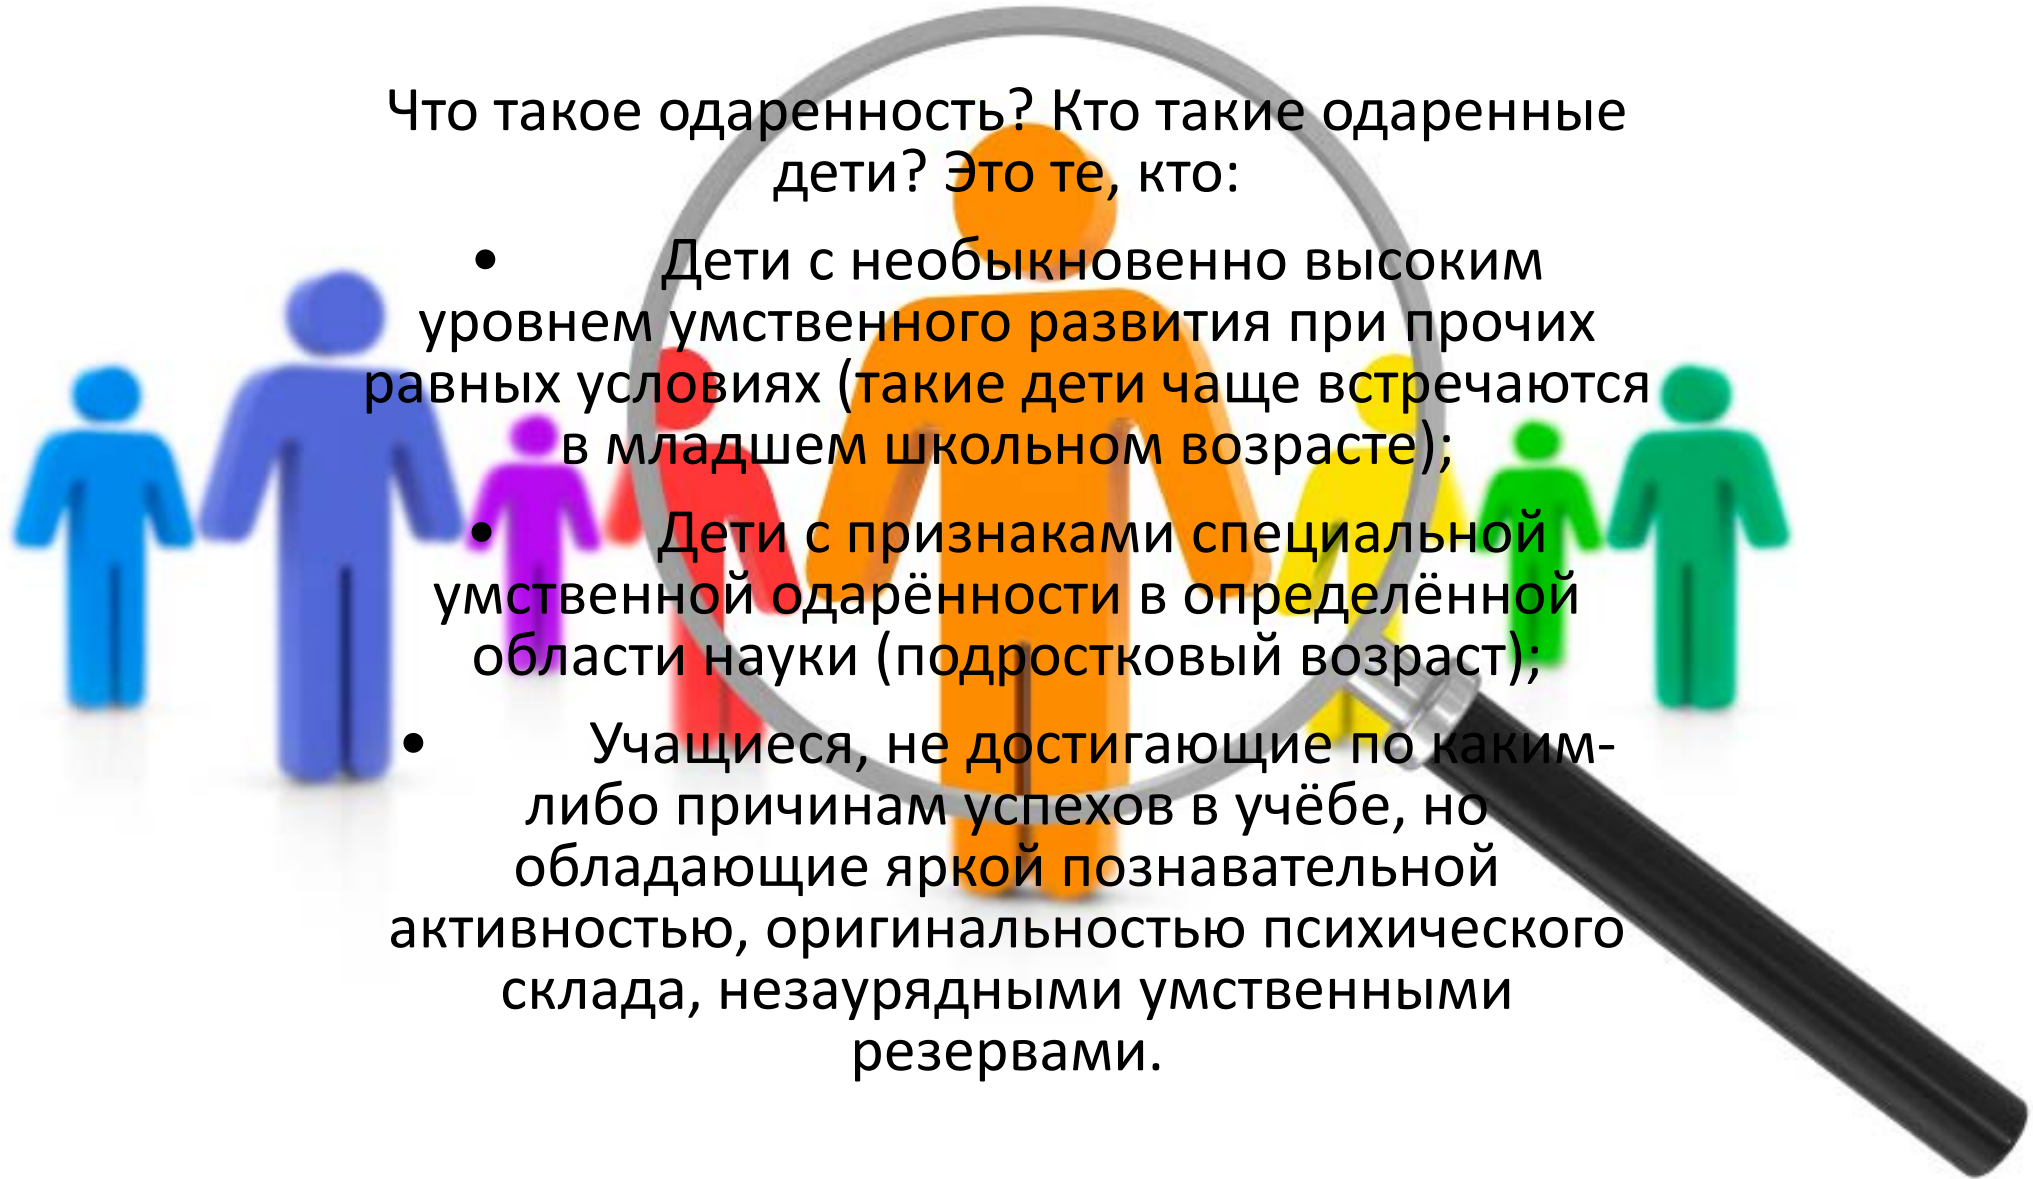 Что такое одаренность? Кто такие одаренные
дети? Это те, кто:
• Дети с необыкновенно высоким
уровнем умственного развития при прочих
равных условиях (такие дети чаще встречаются
в младшем школьном возрасте);
• Дети с признаками специальной
умственной одарённости в определённой
области науки (подростковый возраст);
• Учащиеся, не достигающие по каким-
либо причинам успехов в учёбе, но
обладающие яркой познавательной
активностью, оригинальностью психического
склада, незаурядными умственными
резервами.